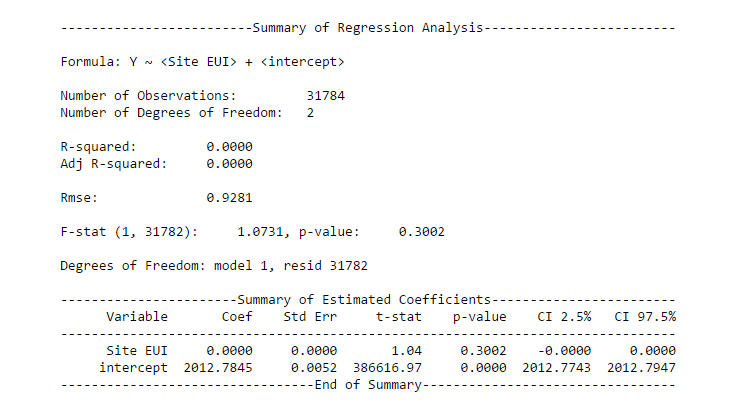 -------------------------Summary of Regression Analysis-------------------------
Formula: Y ~ <Site EUI> + <intercept>
Number of Observations:         31784
Number of Degrees of Freedom:   2
R-squared:         0.0000
Adj R-squared:     0.0000
Rmse:              0.9281
F-stat (1, 31782):     1.0731, p-value:     0.3002
Degrees of Freedom: model 1, resid 31782
-----------------------Summary of Estimated Coefficients------------------------
      Variable       Coef    Std Err     t-stat    p-value    CI 2.5%   CI 97.5%
--------------------------------------------------------------------------------
      Site EUI     0.0000     0.0000       1.04     0.3002    -0.0000     0.0000
     intercept  2012.7845     0.0052  386616.97     0.0000  2012.7743  2012.7947
---------------------------------End of Summary---------------------------------